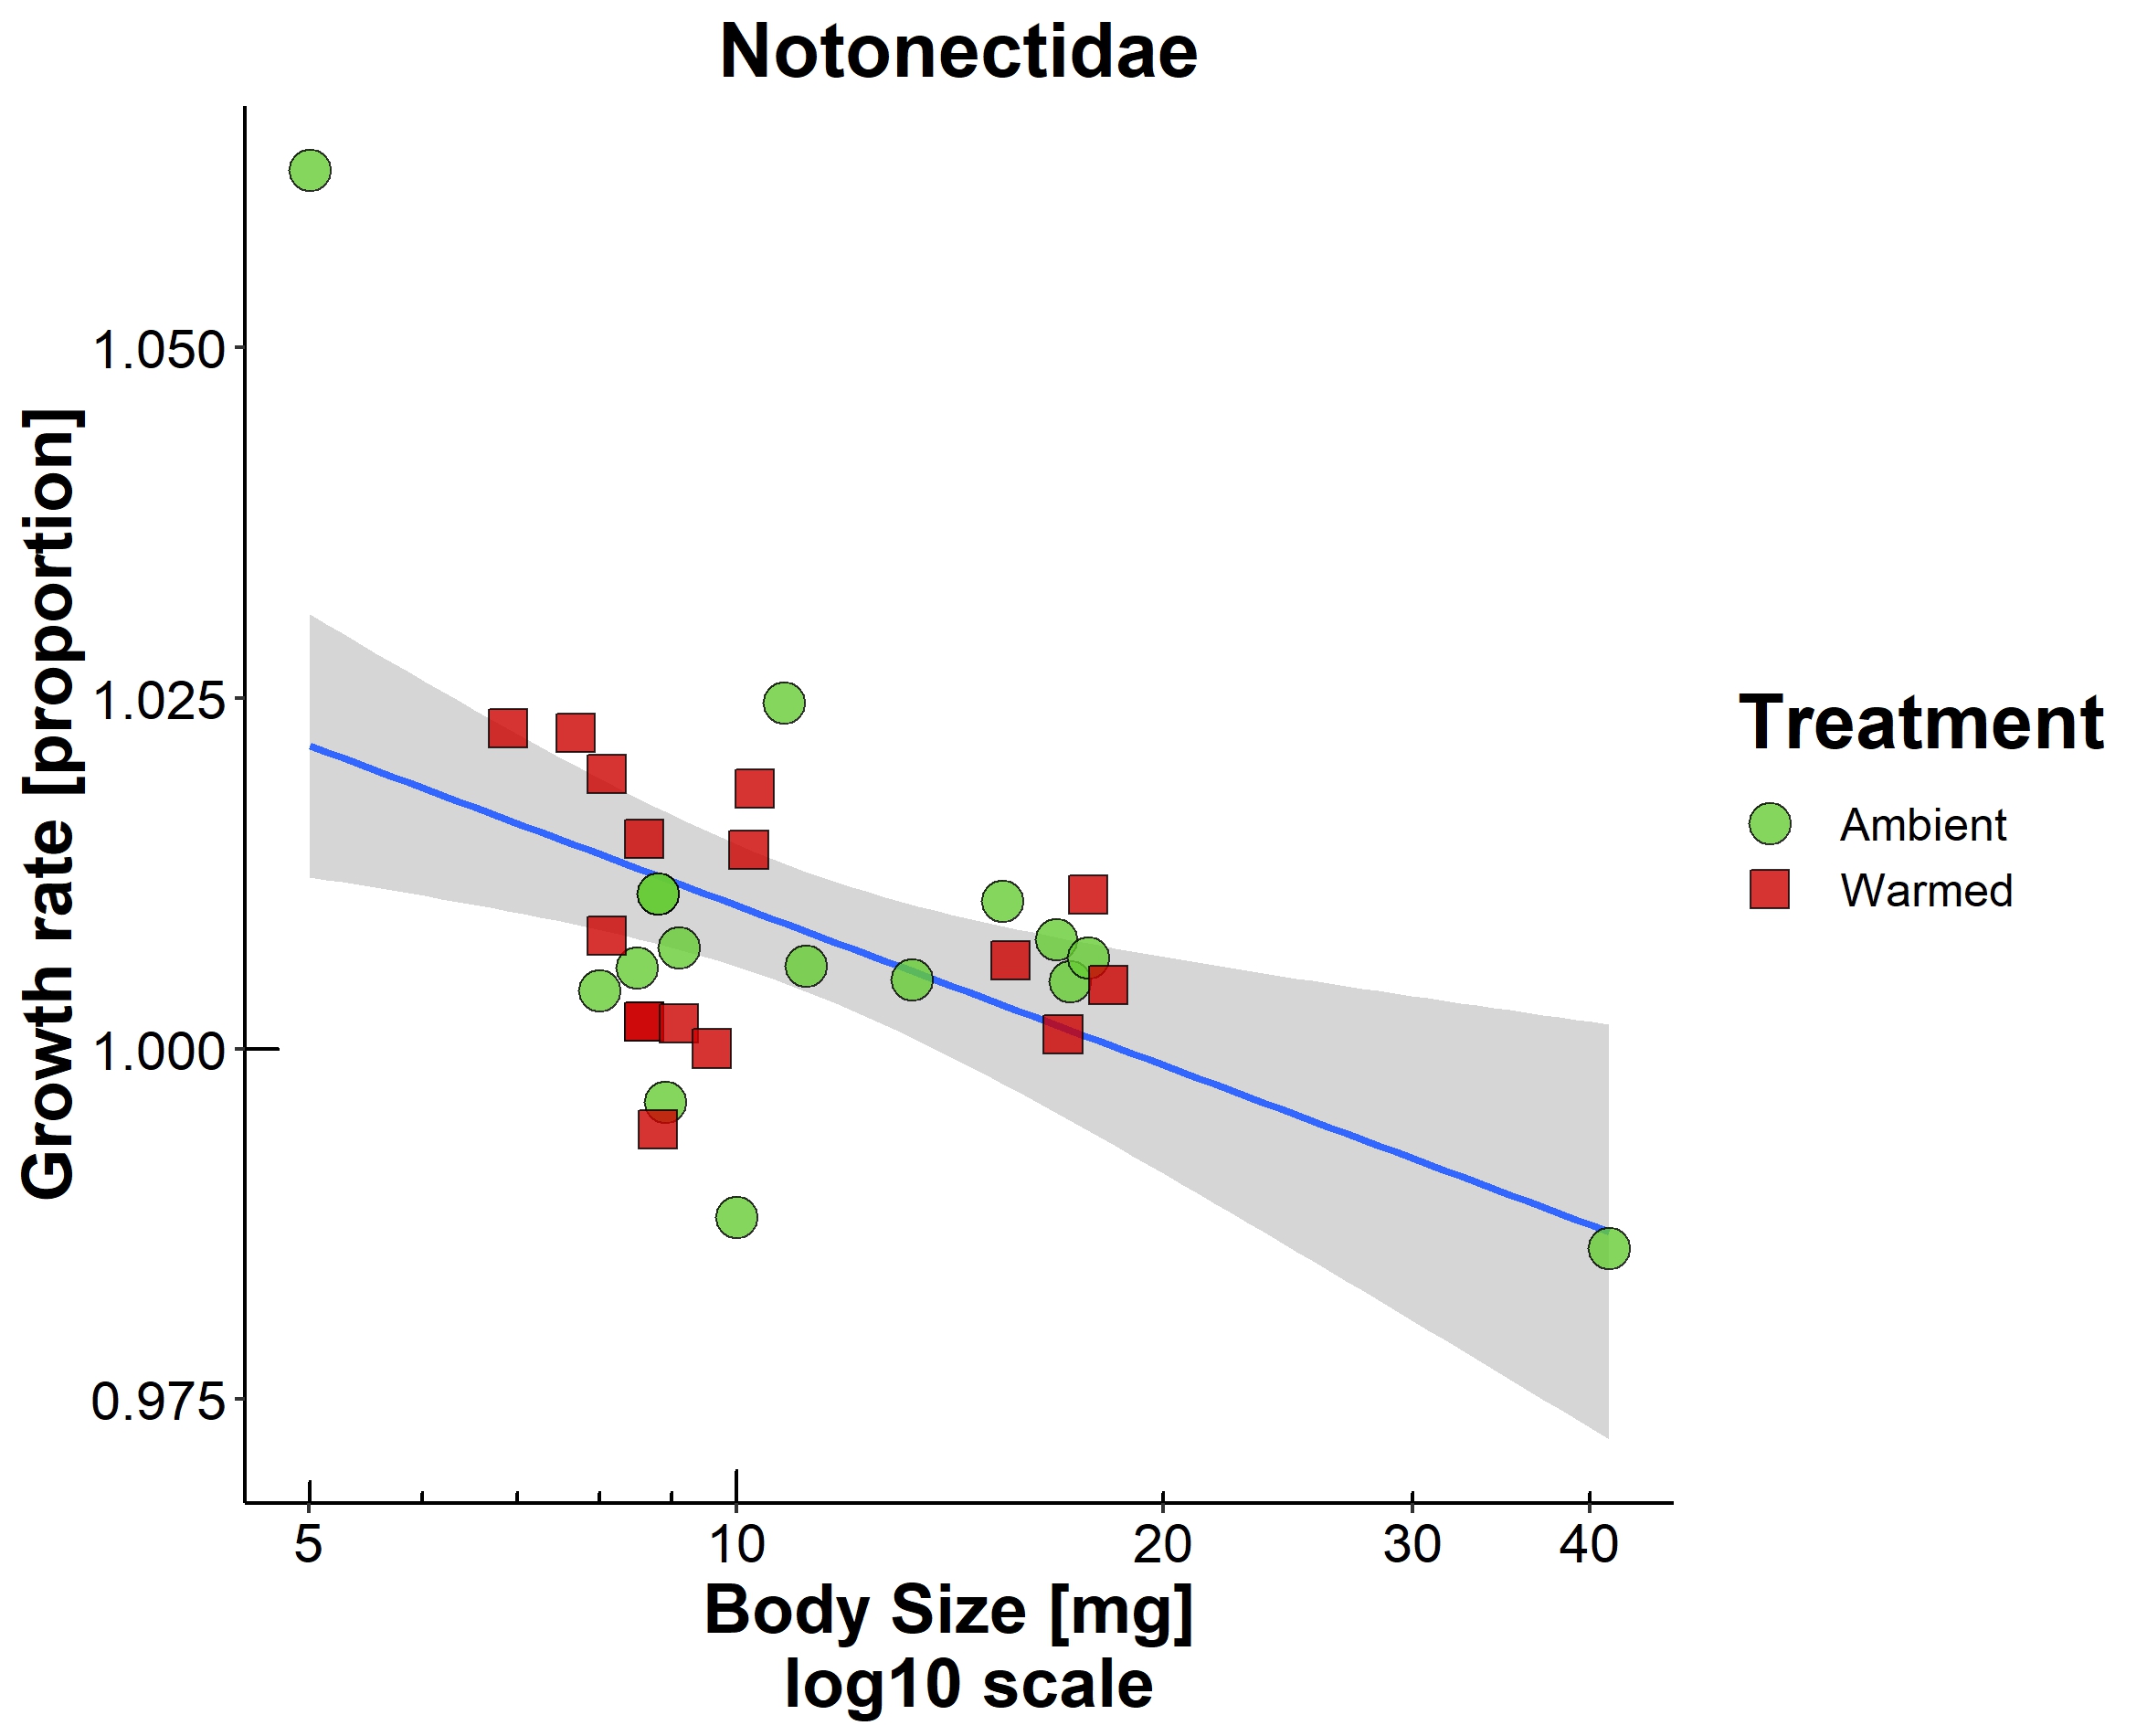 Notonectidae
Growth rate [proportion]
1.050
1.025
1.000
0.975
5 10 20 30 40
Body Size [mg]
log10 scale
Treatment
Ambient
Warmed